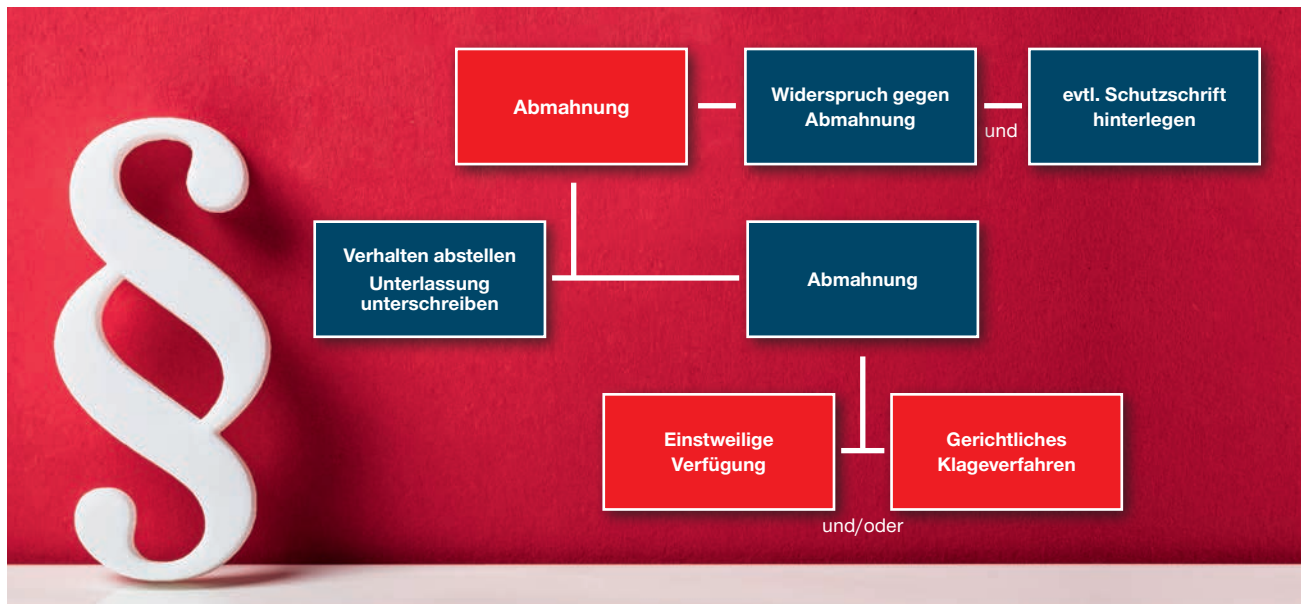 Abmahnung
Widerspruch gegen
Abmahnung
und
evtl. Schutzschrift
hinterlegen
Verhalten abstellen
Unterlassung
unterschreiben
Abmahnung
Einstweilige
Verfügung
Gerichtliches
Klageverfahren
und/oder